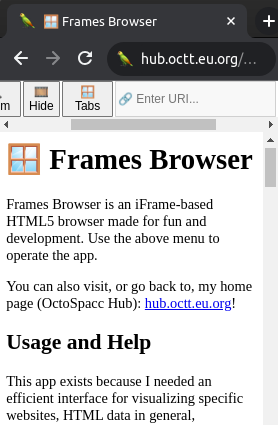 Frames Browser
hub.octt.eu.org/...
m
Hide
Tabs
Enter URI...
Frames Browser
Frames Browser is an iFrame-based
HTML5 browser made for fun and
development. Use the above menu to
operate the app.
You can also visit, or go back to, my home
page (OctoSpacc Hub): hub.octt.eu.org!
Usage and Help
This app exists because I needed an
efficient interface for visualizing specific
websites, HTML data in general,